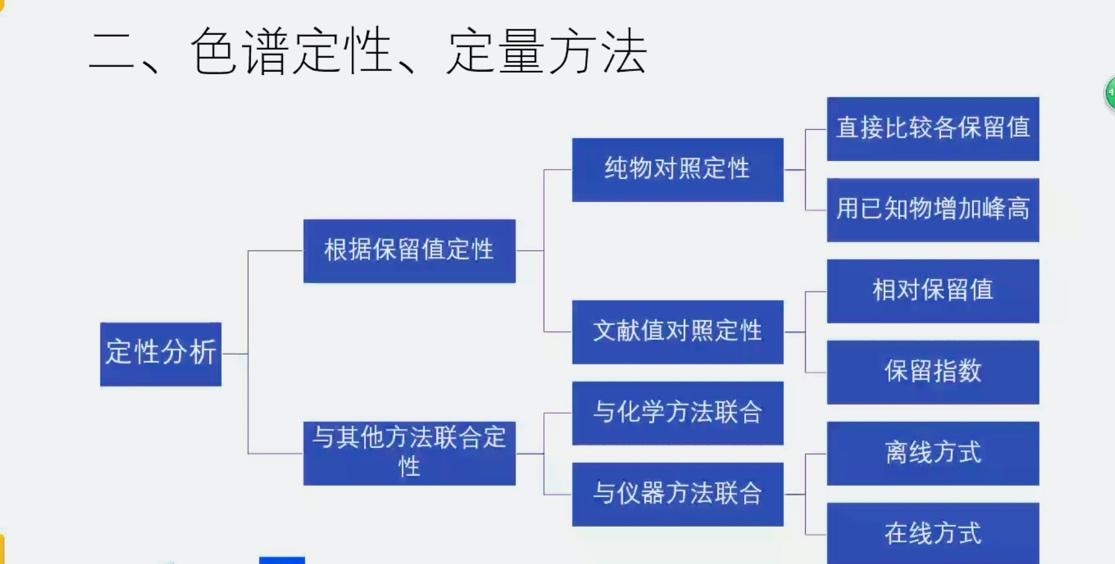 二、色谱定性、定量方法
定性分析
根据保留值定性
纯物对照定性
直接比较各保留值
用已知物增加峰高
文献值对照定性
相对保留值
保留指数
与其他方法联合定
性
与化学方法联合
与仪器方法联合
离线方式
在线方式